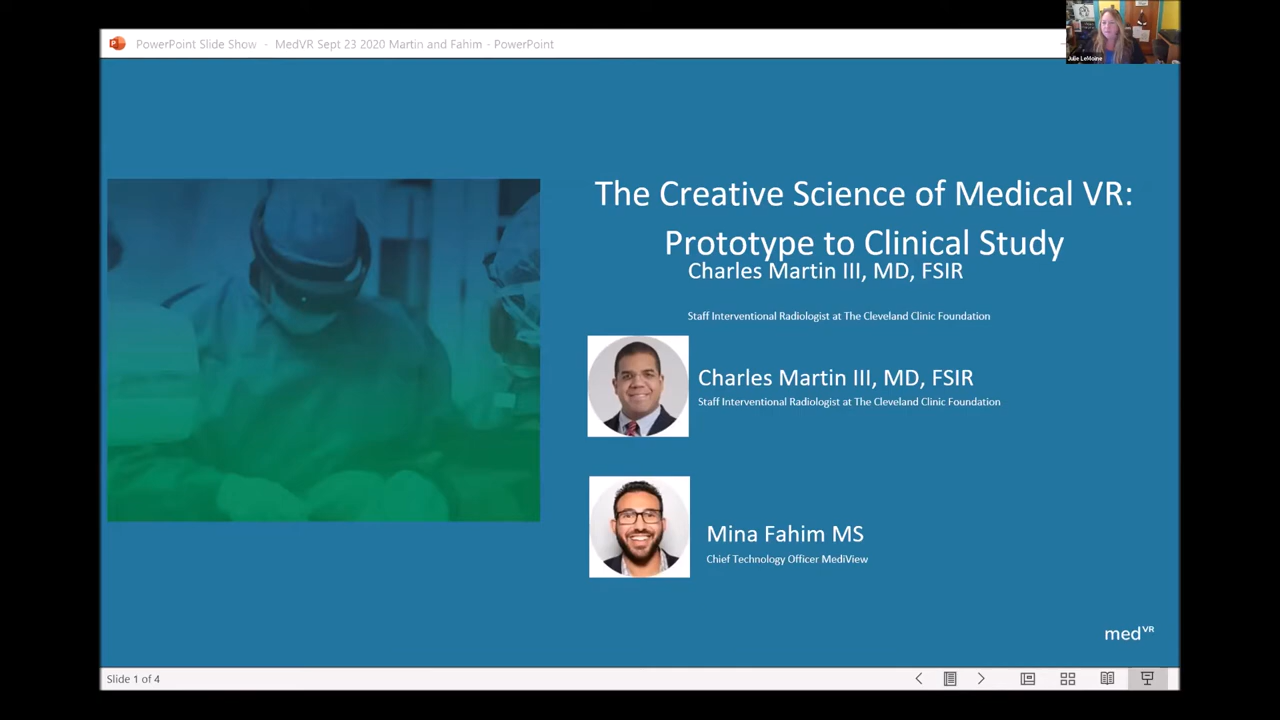 PowerPoint Slide Show - MedVR Sept 23 2020 Martin and Fahim - PowerPoint
Julie LeMoine
The Creative Science of Medical VR:
Prototype to Clinical Study
Charles Martin III, MD, FSIR
Staff Interventional Radiologist at The Cleveland Clinic Foundation
Charles Martin III, MD, FSIR
Staff Interventional Radiologist at The Cleveland Clinic Foundation
Mina Fahim MS
Chief Technology Officer MediView
med VR
Slide 1 of 4